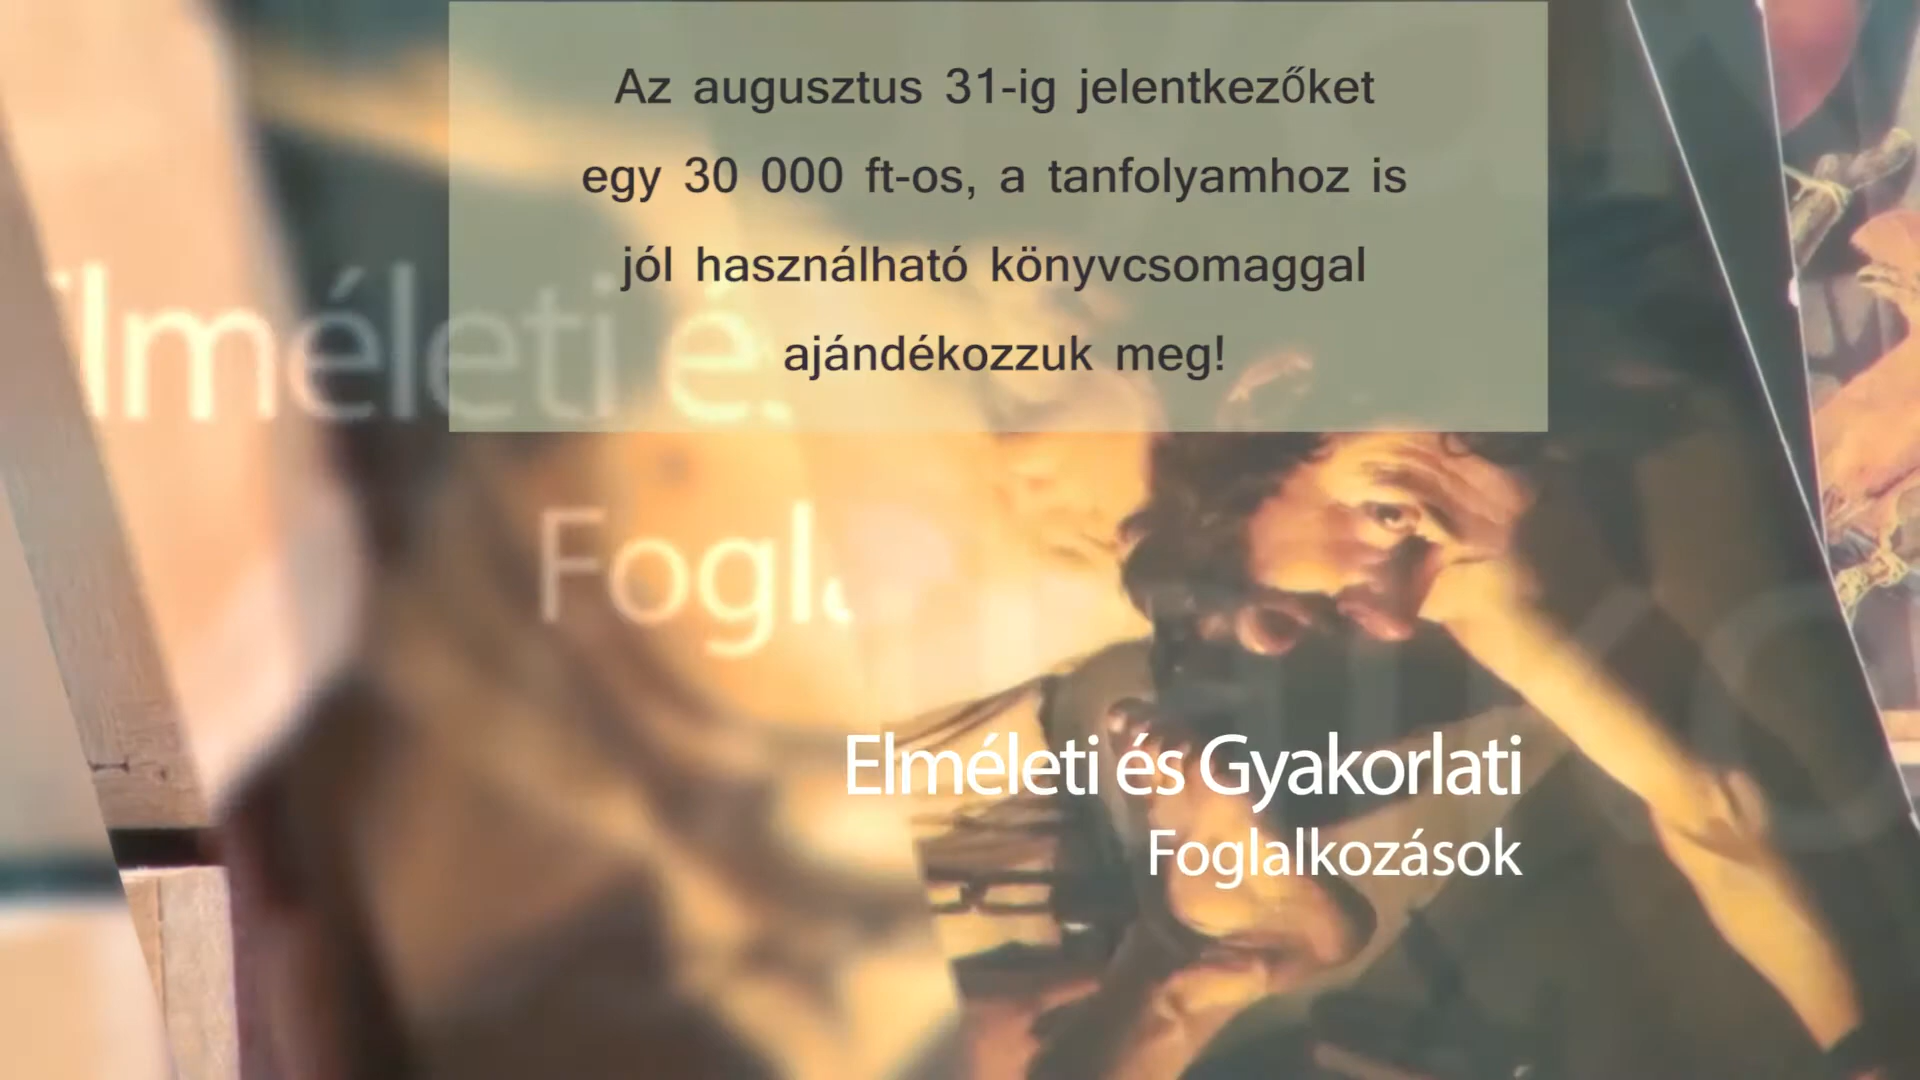 Az augusztus 31-ig jelentkezőket
egy 30 000 ft-os, a tanfolyamhoz is
jól használható könyvcsomaggal
ajándékozzuk meg!
Elméleti és Gyakorlati
Foglalkozások